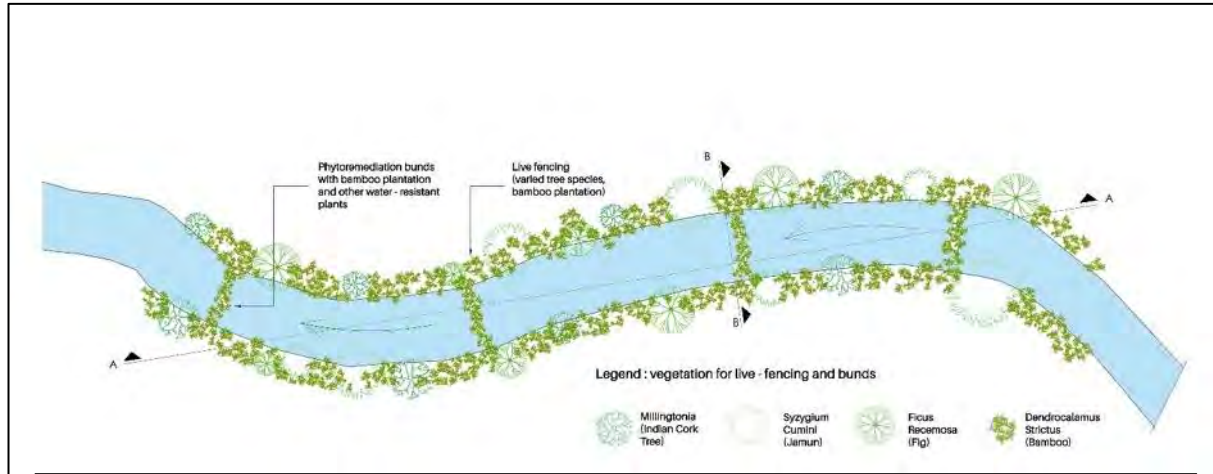 Phytoremediation bunds
with bamboo plantation
and other water - resistant
plants
Live fencing
(varied tree species,
bamboo plantation)
B
A
B'
A
Legend : vegetation for live - fencing and bunds
Millingtonia
(Indian Cork
Tree)
Syzygium
Cumini
(Jamun)
Ficus
Recemosa
(Fig)
Dendrocalamus
Strictus
(Bamboo)